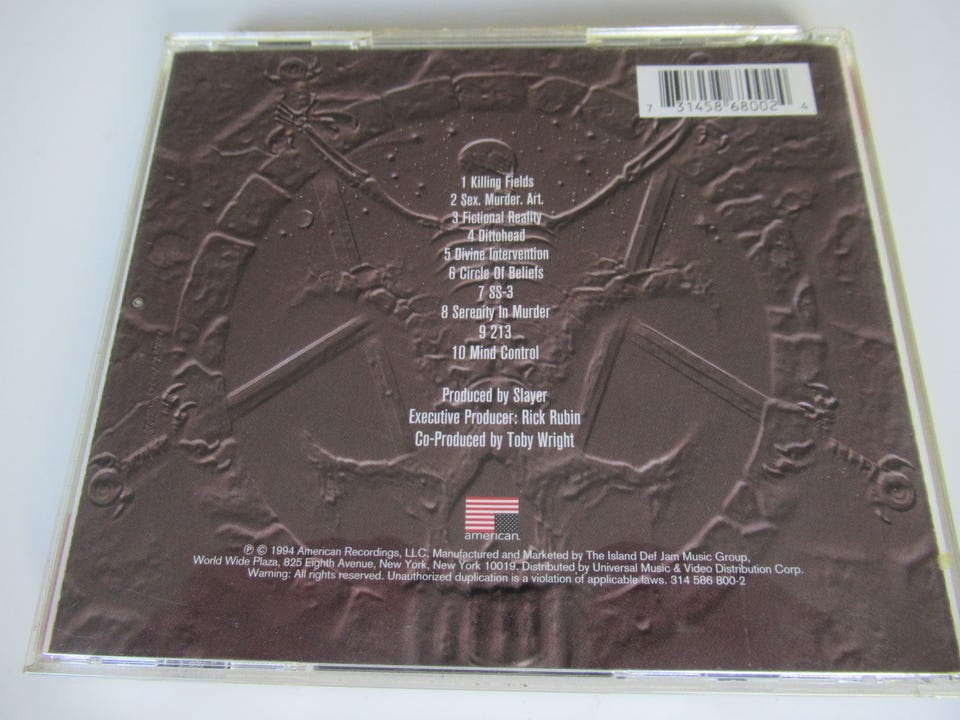 7 31458 68002 4
1 Killing Fields
2 Sex. Murder. Art.
3 Fictional Reality
4 Dittohead
5 Divine Intervention
6 Circle Of Beliefs
7 SS-3
8 Serenity In Murder
9 213
10 Mind Control
Produced by Slayer
Executive Producer: Rick Rubin
Co-Produced by Toby Wright
american.
℗ © 1994 American Recordings, LLC. Manufactured and Marketed by The Island Def Jam Music Group,
World Wide Plaza, 825 Eighth Avenue, New York, New York 10019. Distributed by Universal Music & Video Distribution Corp.
Warning: All rights reserved. Unauthorized duplication is a violation of applicable laws. 314 586 800-2